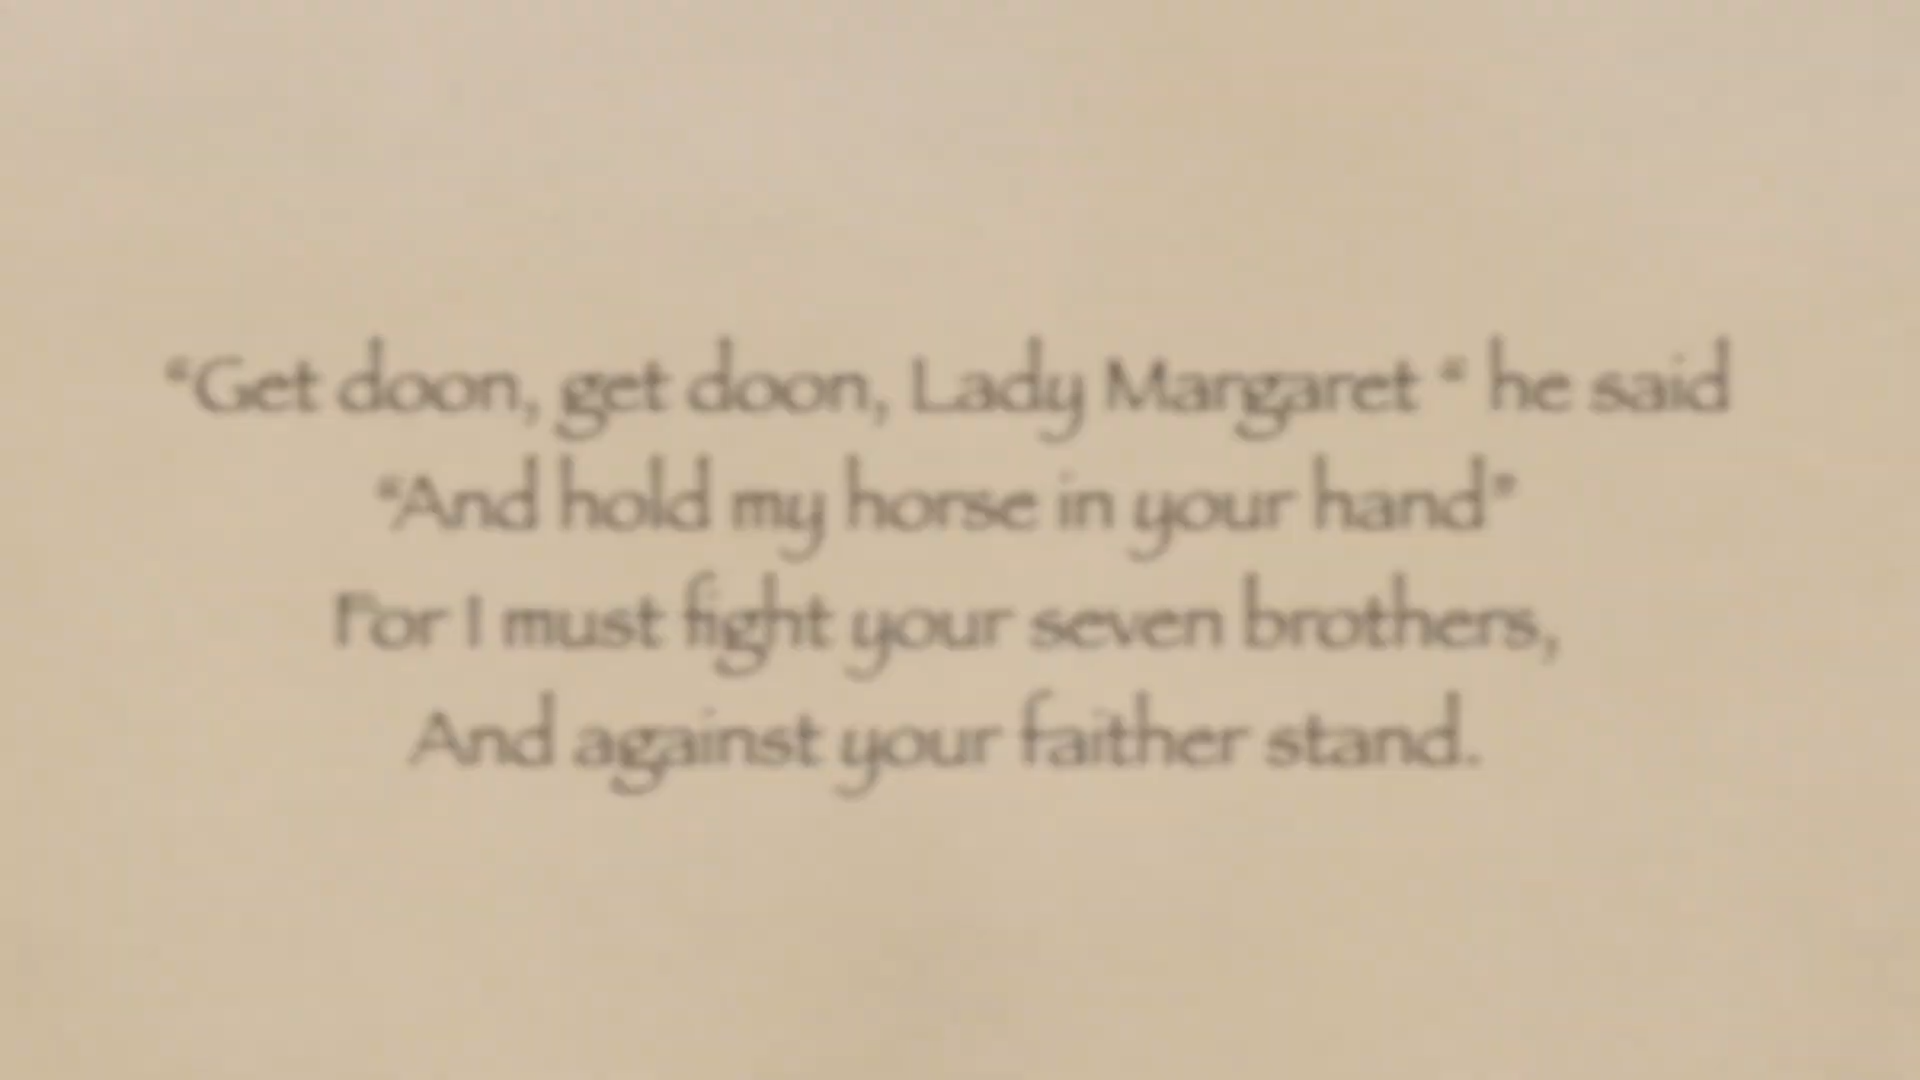 “Get doon, get doon, Lady Margaret “ he said
“And hold my horse in your hand”
For I must fight your seven brothers,
And against your faither stand.